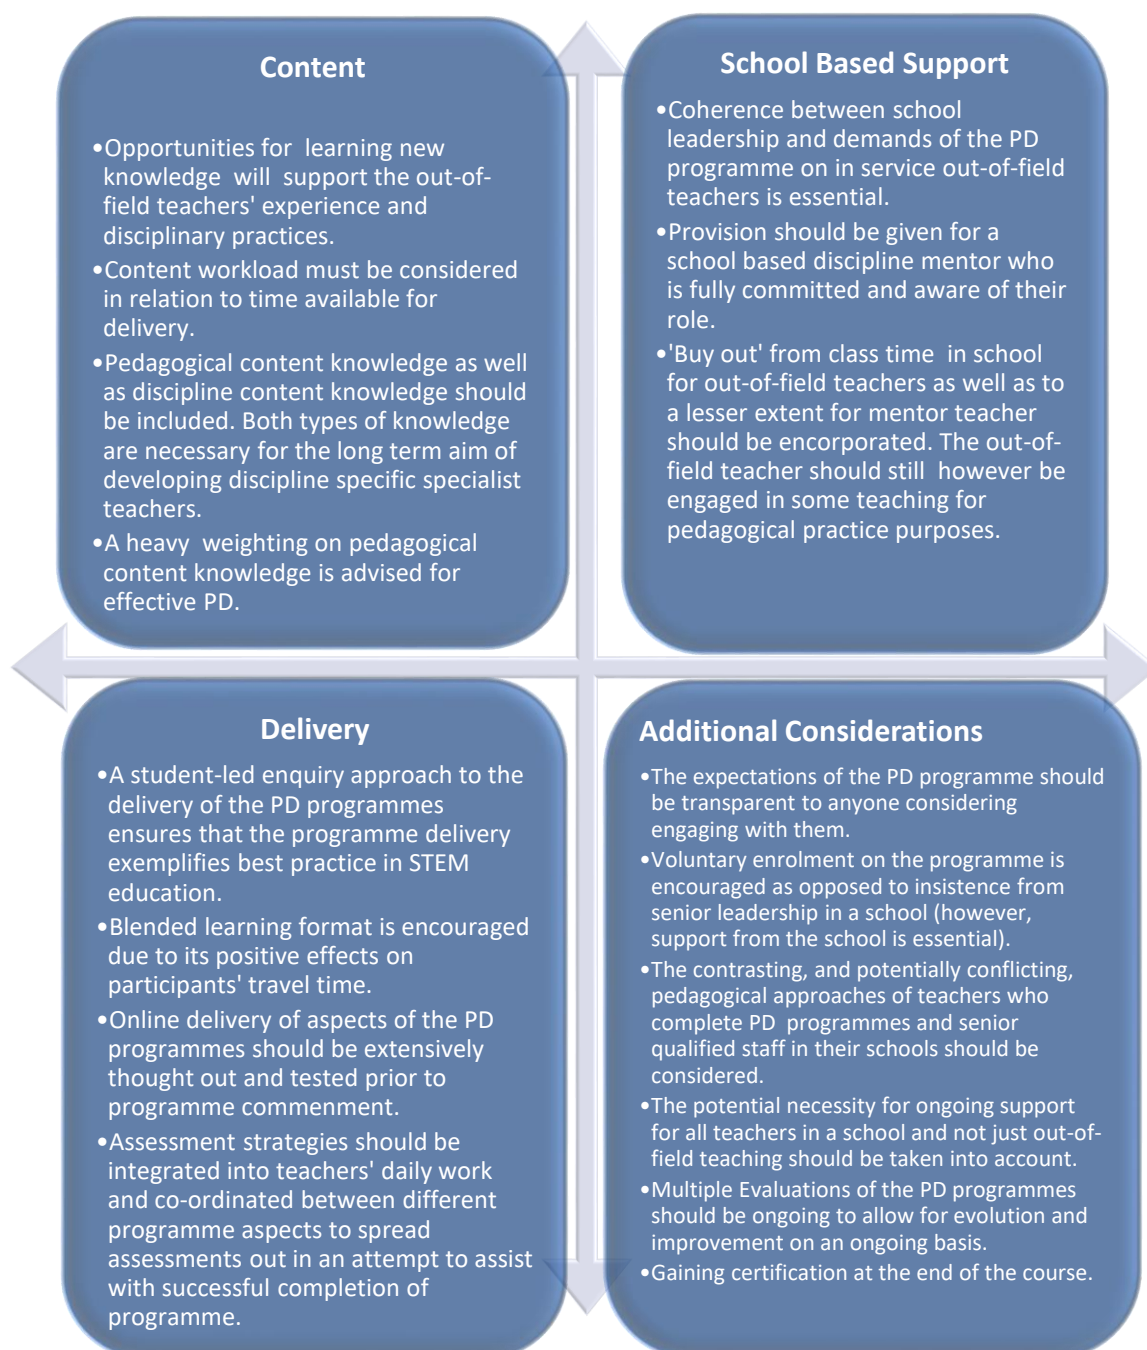 Content
•Opportunities for learning new
knowledge will support the out-of-
field teachers' experience and
disciplinary practices.
•Content workload must be considered
in relation to time available for
delivery.
•Pedagogical content knowledge as well
as discipline content knowledge should
be included. Both types of knowledge
are necessary for the long term aim of
developing discipline specific specialist
teachers.
•A heavy weighting on pedagogical
content knowledge is advised for
effective PD.
School Based Support
•Coherence between school
leadership and demands of the PD
programme on in service out-of-field
teachers is essential.
•Provision should be given for a
school based discipline mentor who
is fully committed and aware of their
role.
•'Buy out' from class time in school
for out-of-field teachers as well as to
a lesser extent for mentor teacher
should be encorporated. The out-of-
field teacher should still however be
engaged in some teaching for
pedagogical practice purposes.
Delivery
•A student-led enquiry approach to the
delivery of the PD programmes
ensures that the programme delivery
exemplifies best practice in STEM
education.
•Blended learning format is encouraged
due to its positive effects on
participants' travel time.
•Online delivery of aspects of the PD
programmes should be extensively
thought out and tested prior to
programme commenment.
•Assessment strategies should be
integrated into teachers' daily work
and co-ordinated between different
programme aspects to spread
assessments out in an attempt to assist
with successful completion of
programme.
Additional Considerations
•The expectations of the PD programme should
be transparent to anyone considering
engaging with them.
•Voluntary enrolment on the programme is
encouraged as opposed to insistence from
senior leadership in a school (however,
support from the school is essential).
•The contrasting, and potentially conflicting,
pedagogical approaches of teachers who
complete PD programmes and senior
qualified staff in their schools should be
considered.
•The potential necessity for ongoing support
for all teachers in a school and not just out-of-
field teaching should be taken into account.
•Multiple Evaluations of the PD programmes
should be ongoing to allow for evolution and
improvement on an ongoing basis.
•Gaining certification at the end of the course.